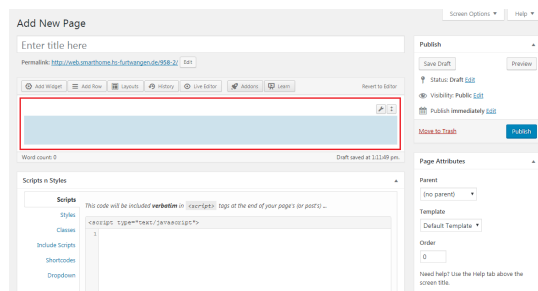 Screen Options ▼
Help ▼
Add New Page
Enter title here
Permalink: http://web.smarthome.hs-furtwangen.de/958-2/ Edit
Add Widget
Add Row
Layouts
History
Live Editor
Addons
Learn
Revert to Editor
Word count: 0
Draft saved at 1:11:49 pm.
Scripts n Styles
Scripts
Styles
Classes
Include Scripts
Shortcodes
Dropdown
This code will be included verbatim in <script> tags at the end of your page's (or post's) ...
<script type="text/javascript">
1
Publish
Save Draft
Preview
Status: Draft Edit
Visibility: Public Edit
Publish immediately Edit
Move to Trash
Publish
Page Attributes
Parent
(no parent)
Template
Default Template
Order
0
Need help? Use the Help tab above the
screen title.